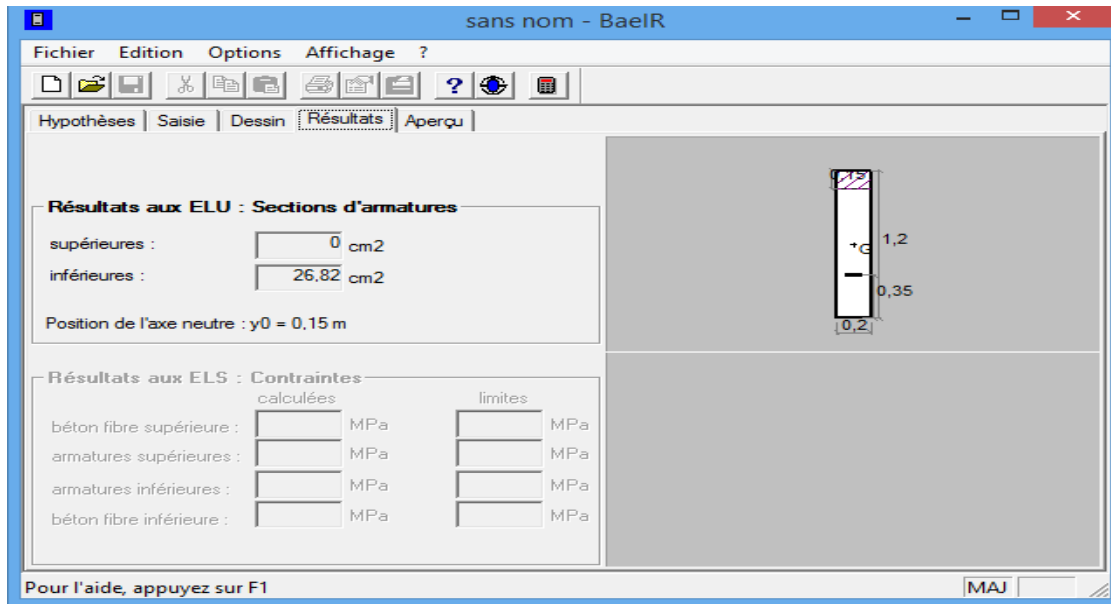 sans nom - BaelR
Fichier Edition Options Affichage ?
Hypothèses Saisie Dessin Résultats Aperçu
Résultats aux ELU : Sections d'armatures
supérieures : 0 cm2
inférieures : 26,82 cm2
Position de l'axe neutre : y0 = 0,15 m
Résultats aux ELS : Contraintes
calculées limites
béton fibre supérieure : MPa MPa
armatures supérieures : MPa MPa
armatures inférieures : MPa MPa
béton fibre inférieure : MPa MPa
0,15
1,2
G
0,35
0,2
Pour l'aide, appuyez sur F1
MAJ